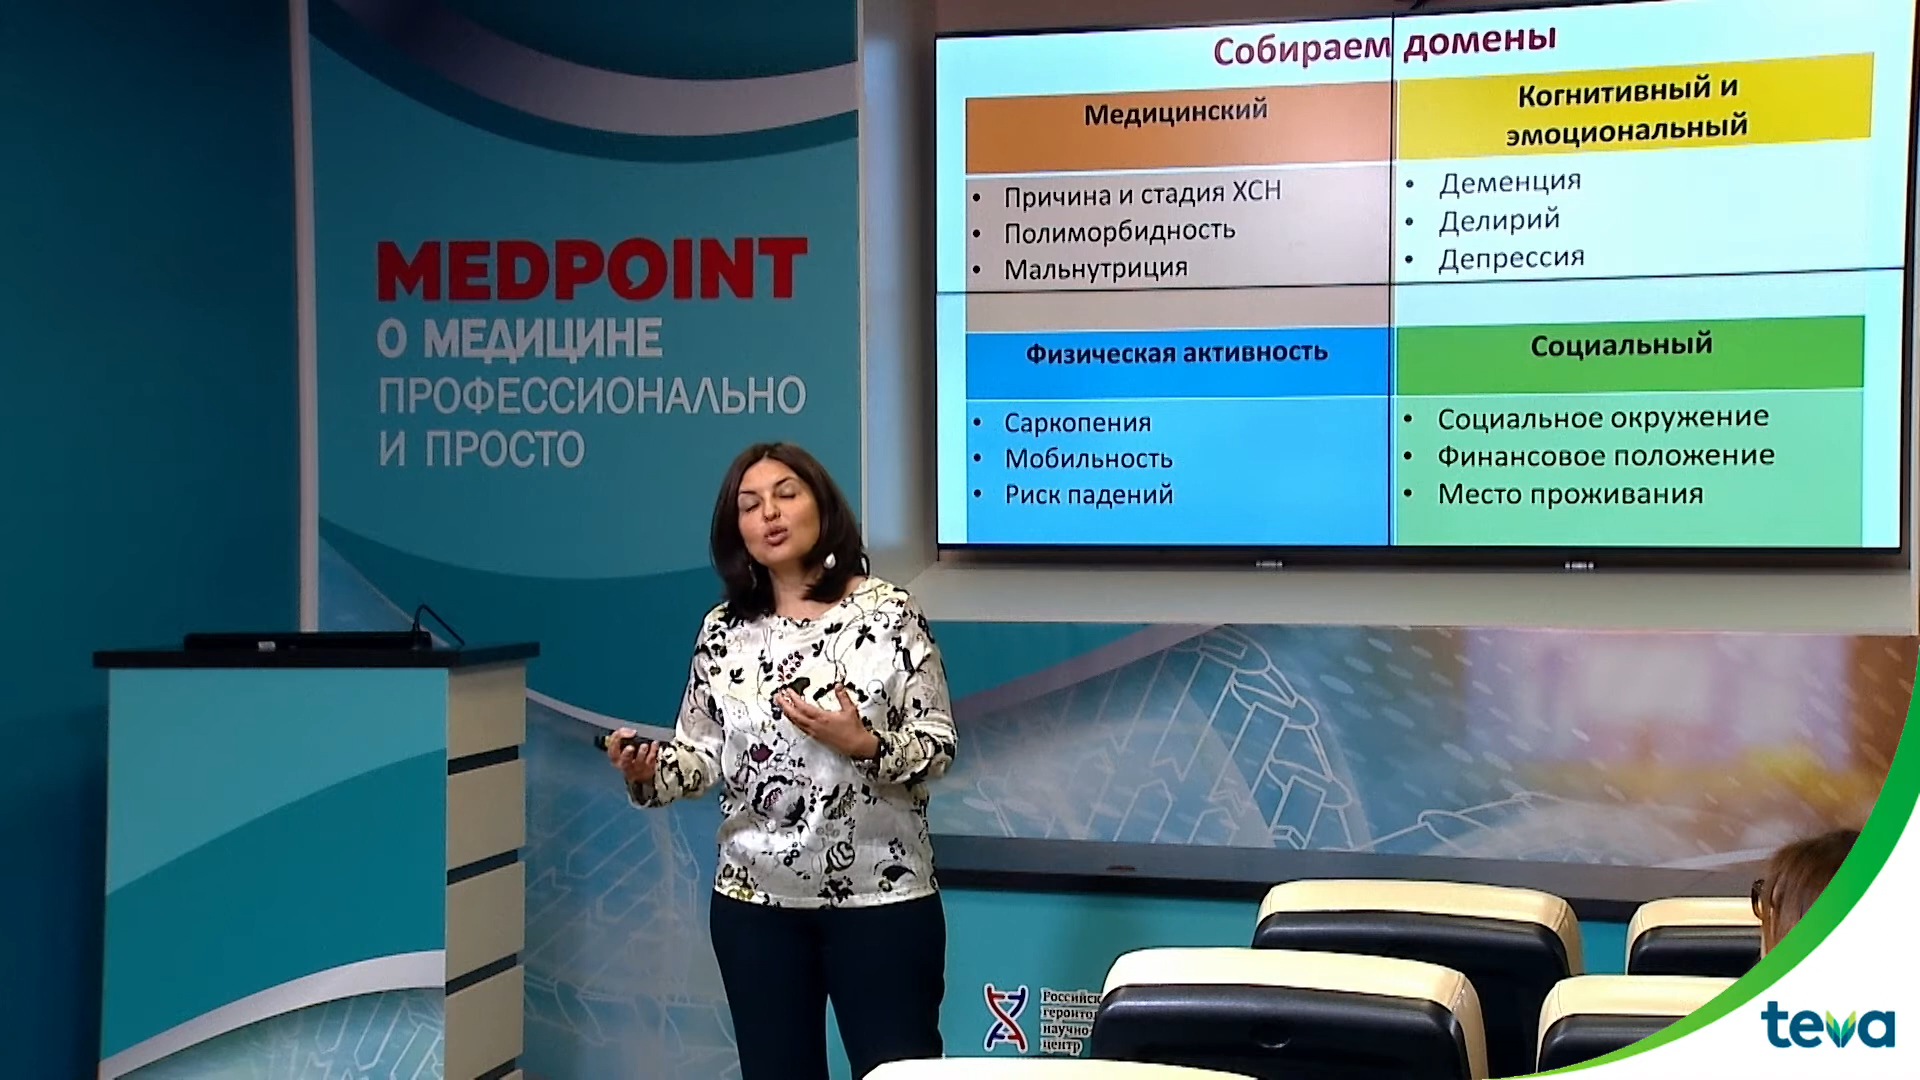 MEDPOINT
О МЕДИЦИНЕ
ПРОФЕССИОНАЛЬНО
И ПРОСТО
Собираем домены
Медицинский
• Причина и стадия ХСН
• Полиморбидность
• Мальнутриция
Когнитивный и
эмоциональный
• Деменция
• Делирий
• Депрессия
Физическая активность
• Саркопения
• Мобильность
• Риск падений
Социальный
• Социальное окружение
• Финансовое положение
• Место проживания
центр
teva